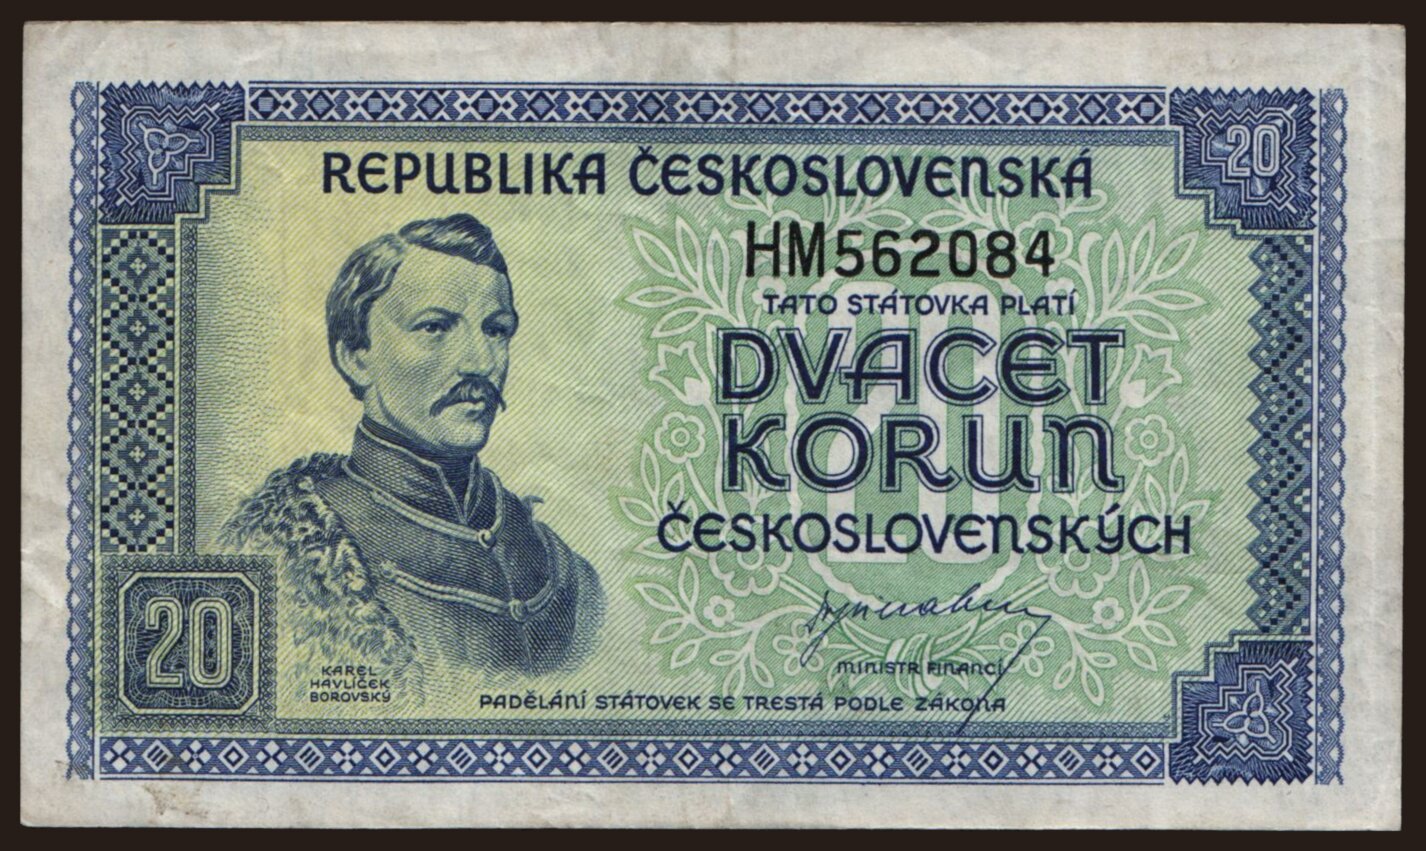 20
REPUBLIKA ČESKOSLOVENSKÁ
HM562084
TATO STÁTOVKA PLATÍ
DVACET
KORUN
ČESKOSLOVENSKÝCH
20
20
MINISTR FINANCÍ
KAREL
HAVLÍČEK
BOROVSKÝ
PADĚLÁNÍ STÁTOVEK SE TRESTÁ PODLE ZÁKONA